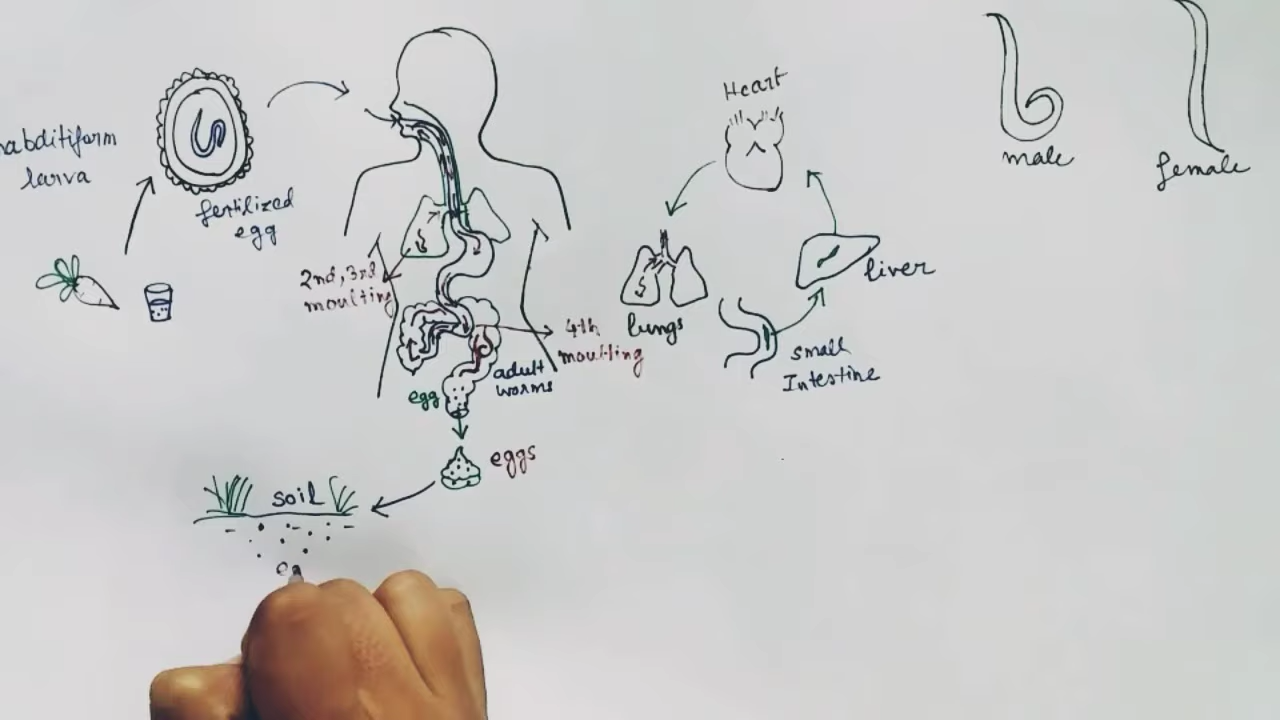 habditiform
larva
fertilized
egg
2nd, 3rd
moulting
4th
moulting
adult
worms
egg
eggs
soil
Heart
lungs
liver
small
Intestine
male
female